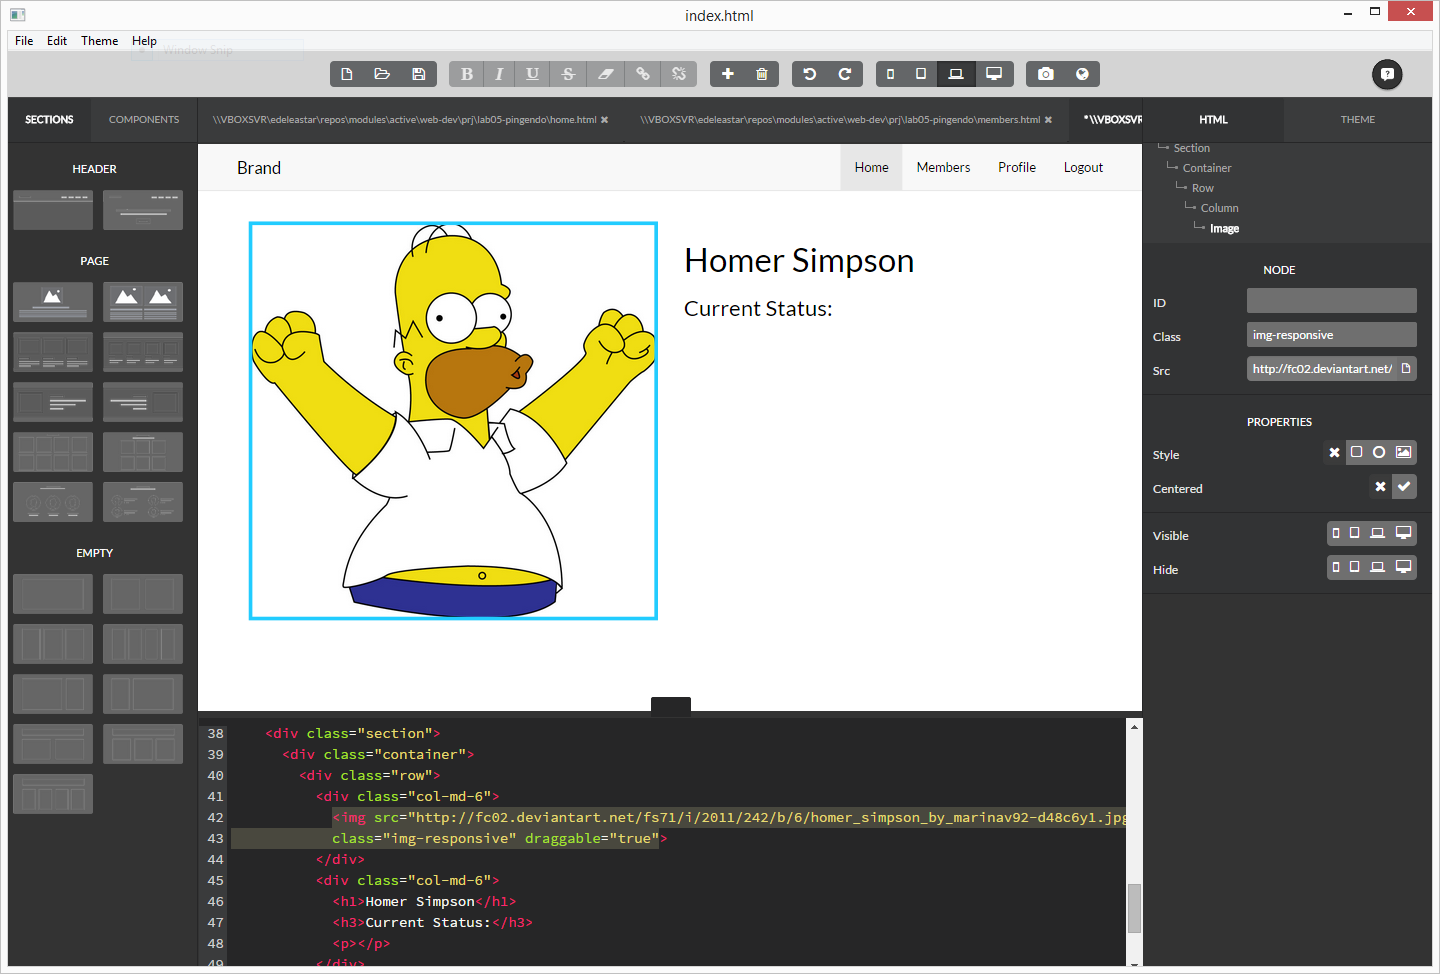 index.html
File Edit Theme Help
Window Snip
B I U S
SECTIONS COMPONENTS
\\VBOXSVR\edeleastar\repos\modules\active\web-dev\prj\lab05-pingendo\home.html
\\VBOXSVR\edeleastar\repos\modules\active\web-dev\prj\lab05-pingendo\members.html
* \\VBOXSVR
HTML THEME
HEADER
PAGE
EMPTY
Brand Home Members Profile Logout
Homer Simpson
Current Status:
38 <div class="section">
39 <div class="container">
40 <div class="row">
41 <div class="col-md-6">
42 <img src="http://fc02.deviantart.net/fs71/i/2011/242/b/6/homer_simpson_by_marinav92-d48c6y1.jpg
43 class="img-responsive" draggable="true">
44 </div>
45 <div class="col-md-6">
46 <h1>Homer Simpson</h1>
47 <h3>Current Status:</h3>
48 <p></p>
49 </div>
Section
Container
Row
Column
Image
NODE
ID
Class img-responsive
Src http://fc02.deviantart.net/
PROPERTIES
Style
Centered
Visible
Hide